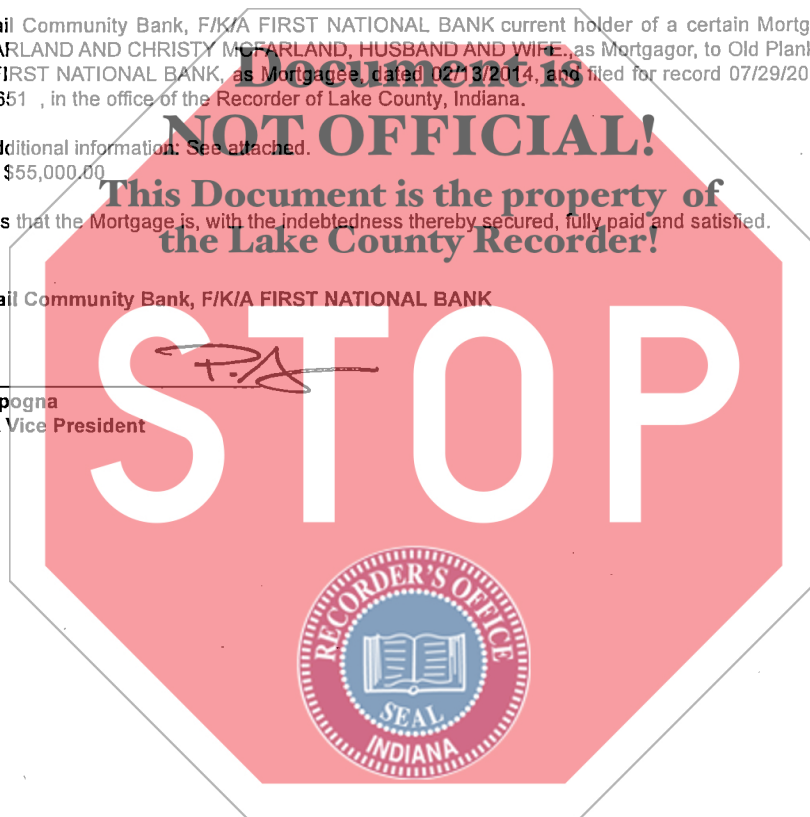 il Community Bank, F/K/A FIRST NATIONAL BANK current holder of a certain Mortg
RLAND AND CHRISTY MCFARLAND, HUSBAND AND WIFE., as Mortgagor, to Old Plank
FIRST NATIONAL BANK, as Mortgagee, dated 02/13/2014, and filed for record 07/29/20
651 , in the office of the Recorder of Lake County, Indiana.
Document is
NOT OFFICIAL!
dditional information: See attached.
$55,000.00
This Document is the property of
s that the Mortgage is, with the indebtedness thereby secured, fully paid and satisfied.
the Lake County Recorder!
ail Community Bank, F/K/A FIRST NATIONAL BANK
STOP
pogna
Vice President
RECORDER'S OFFICE
SEAL
INDIANA